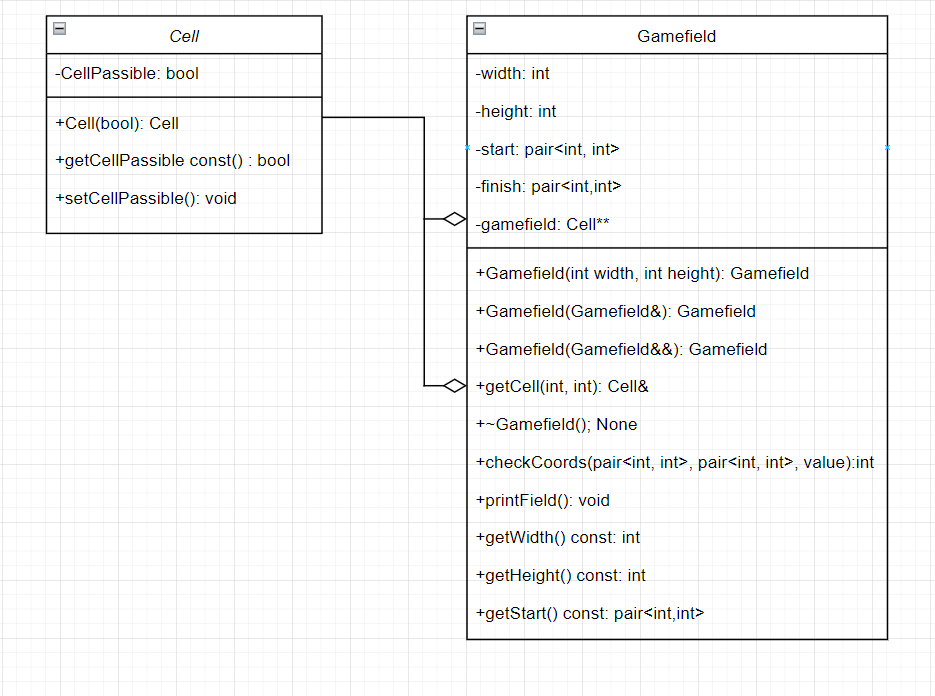 Cell
-CellPassible: bool
+Cell(bool): Cell
+getCellPassible const() : bool
+setCellPassible(): void
Gamefield
-width: int
-height: int
-start: pair<int, int>
-finish: pair<int,int>
-gamefield: Cell**
+Gamefield(int width, int height): Gamefield
+Gamefield(Gamefield&): Gamefield
+Gamefield(Gamefield&&): Gamefield
+getCell(int, int): Cell&
+~Gamefield(); None
+checkCoords(pair<int, int>, pair<int, int>, value):int
+printField(): void
+getWidth() const: int
+getHeight() const: int
+getStart() const: pair<int,int>